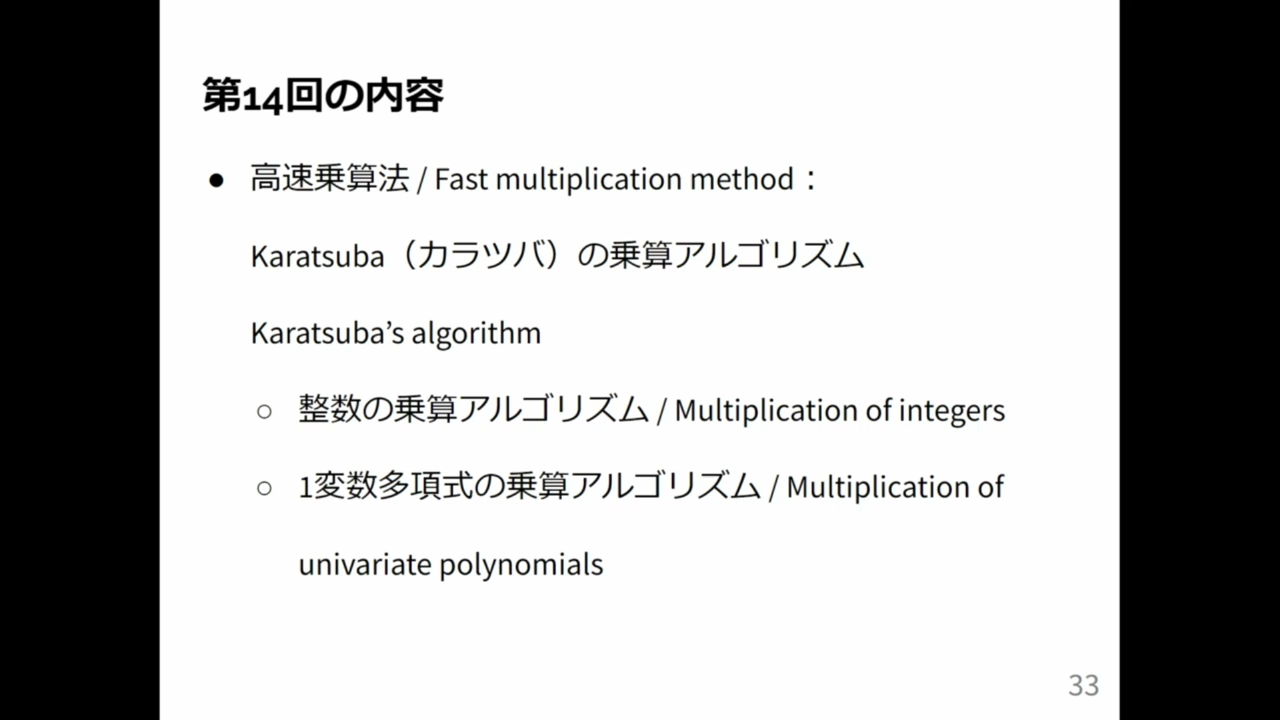 第14回の内容
● 高速乗算法 / Fast multiplication method：
Karatsuba（カラツバ）の乗算アルゴリズム
Karatsuba’s algorithm
○ 整数の乗算アルゴリズム / Multiplication of integers
○ 1変数多項式の乗算アルゴリズム / Multiplication of
univariate polynomials
33